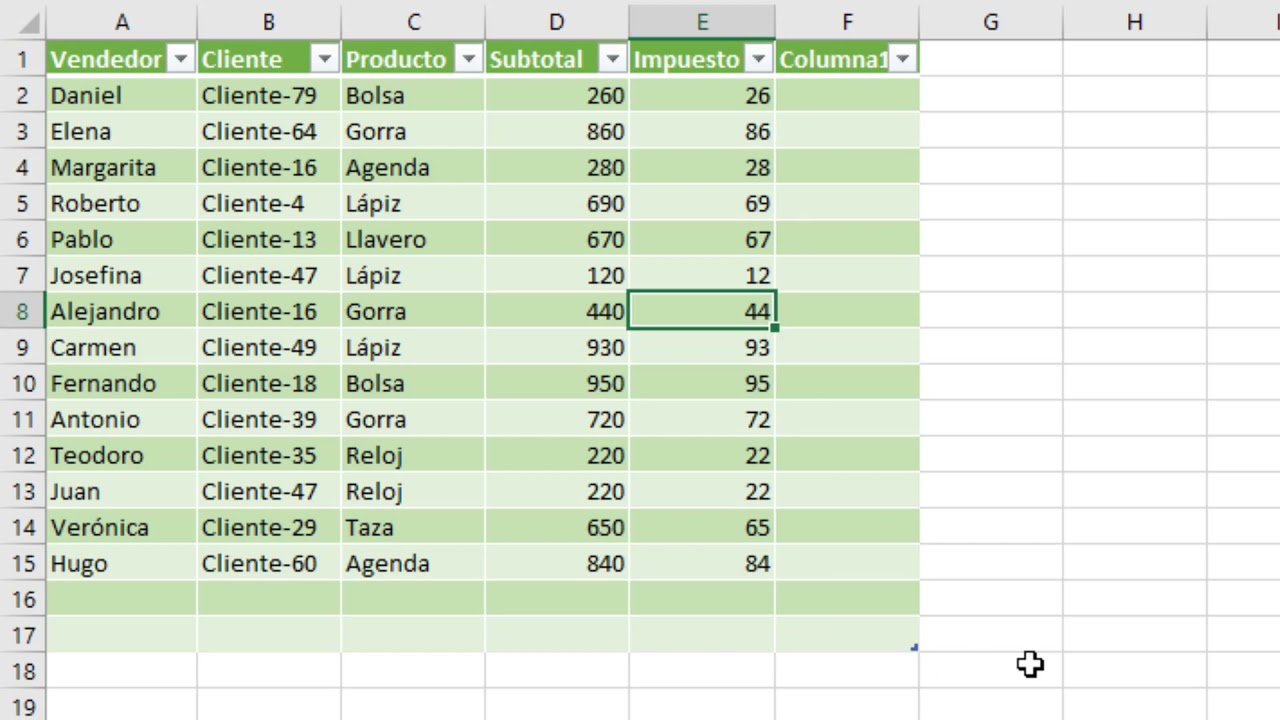 A B C D E F G H
1 Vendedor Cliente Producto Subtotal Impuesto Columna1
2 Daniel Cliente-79 Bolsa 260 26
3 Elena Cliente-64 Gorra 860 86
4 Margarita Cliente-16 Agenda 280 28
5 Roberto Cliente-4 Lápiz 690 69
6 Pablo Cliente-13 Llavero 670 67
7 Josefina Cliente-47 Lápiz 120 12
8 Alejandro Cliente-16 Gorra 440 44
9 Carmen Cliente-49 Lápiz 930 93
10 Fernando Cliente-18 Bolsa 950 95
11 Antonio Cliente-39 Gorra 720 72
12 Teodoro Cliente-35 Reloj 220 22
13 Juan Cliente-47 Reloj 220 22
14 Verónica Cliente-29 Taza 650 65
15 Hugo Cliente-60 Agenda 840 84
16
17
18
19